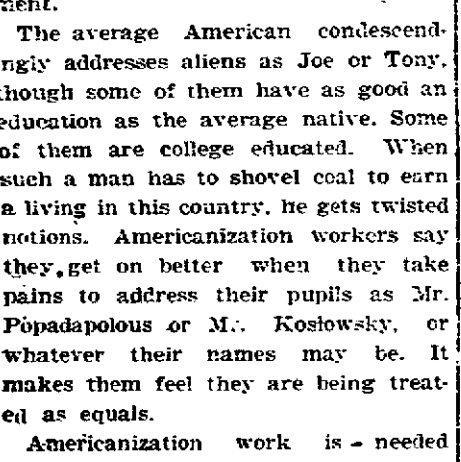 ment.
The average American condescend-
ngly addresses aliens as Joe or Tony,
though some of them have as good an
education as the average native. Some
of them are college educated. When
such a man has to shovel coal to earn
a living in this country, he gets twisted
notions. Americanization workers say
they get on better when they take
pains to address their pupils as Mr.
Popadapolous or Mr. Koslowsky, or
whatever their names may be. It
makes them feel they are being treat-
ed as equals.
Americanization work is needed